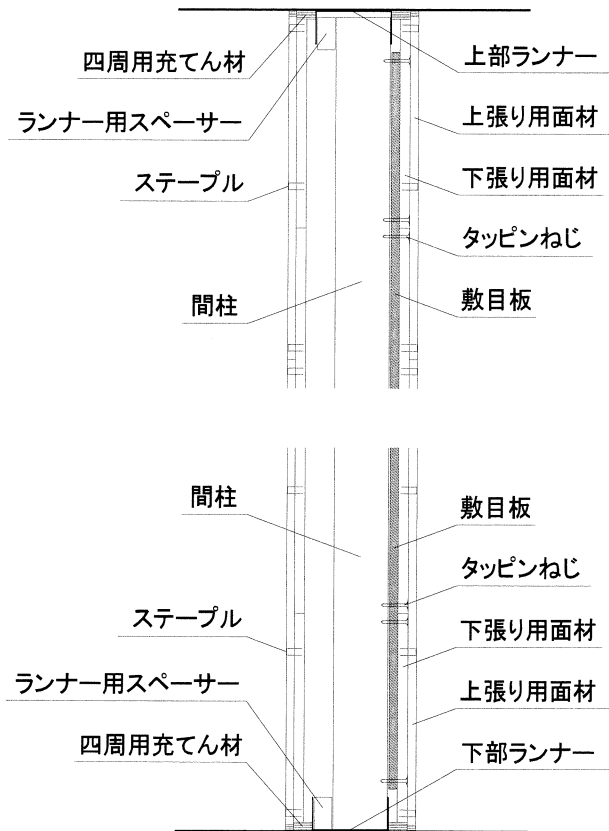 四周用充てん材
ランナー用スペーサー
ステープル
間柱
上部ランナー
上張り用面材
下張り用面材
タッピンねじ
敷目板
間柱
ステープル
ランナー用スペーサー
四周用充てん材
敷目板
タッピンねじ
下張り用面材
上張り用面材
下部ランナー